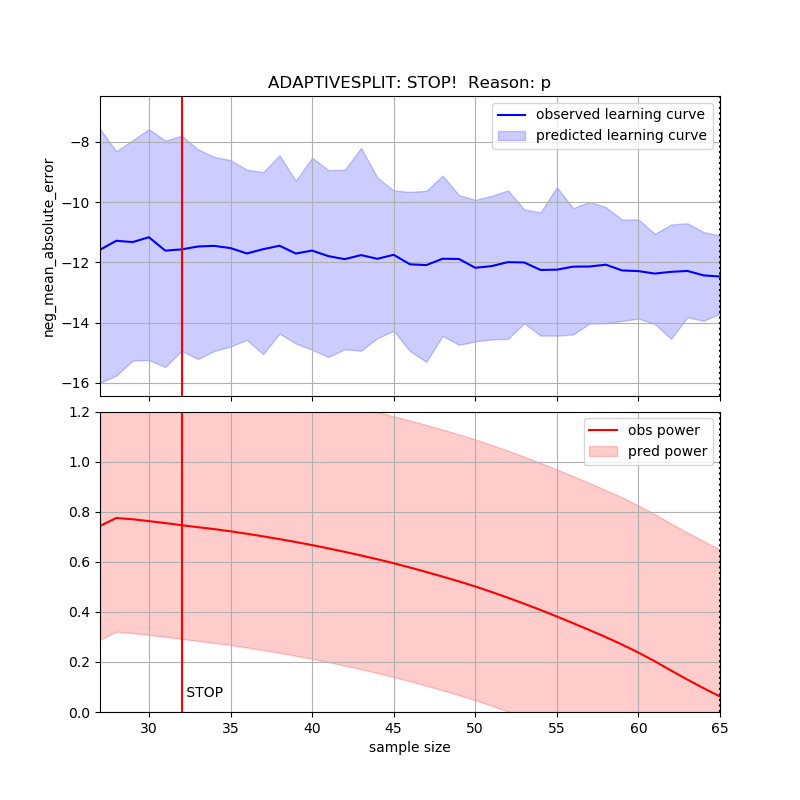 ADAPTIVESPLIT: STOP!  Reason: p
neg_mean_absolute_error
−8
−10
−12
−14
−16
observed learning curve
predicted learning curve
1.2
1.0
0.8
0.6
0.4
0.2
0.0
obs power
pred power
STOP
30 35 40 45 50 55 60 65
sample size